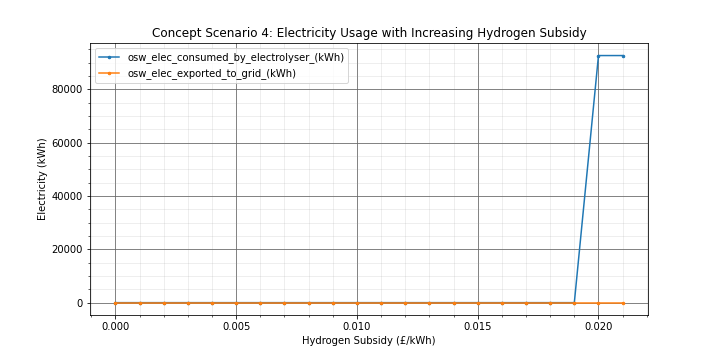 Concept Scenario 4: Electricity Usage with Increasing Hydrogen Subsidy
osw_elec_consumed_by_electrolyser_(kWh)
osw_elec_exported_to_grid_(kWh)
Electricity (kWh)
80000
60000
40000
20000
0
0.000 0.005 0.010 0.015 0.020
Hydrogen Subsidy (£/kWh)